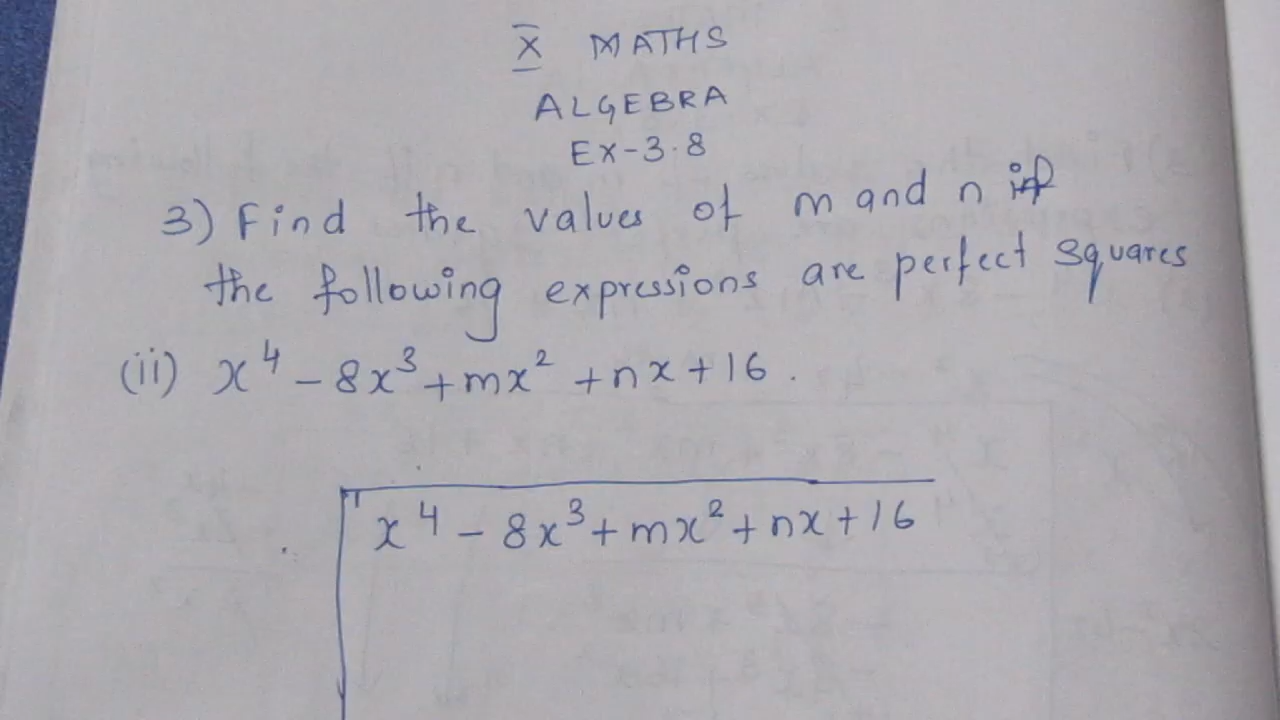 X MATHS
ALGEBRA
EX-3.8
3) Find the values of m and n if
the following expressions are perfect squares
(ii) x⁴ - 8x³ + mx² + nx + 16.
x⁴ - 8x³ + mx² + nx + 16